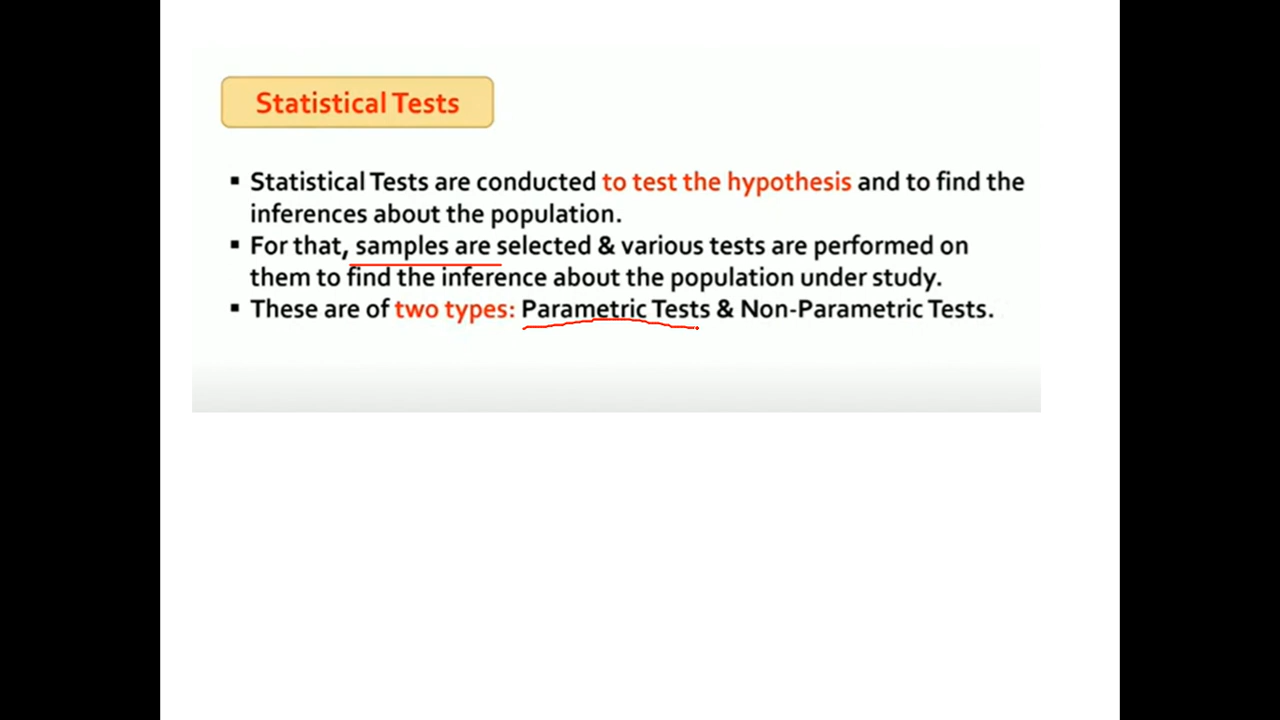 Statistical Tests
▪ Statistical Tests are conducted to test the hypothesis and to find the
inferences about the population.
▪ For that, samples are selected & various tests are performed on
them to find the inference about the population under study.
▪ These are of two types: Parametric Tests & Non-Parametric Tests.